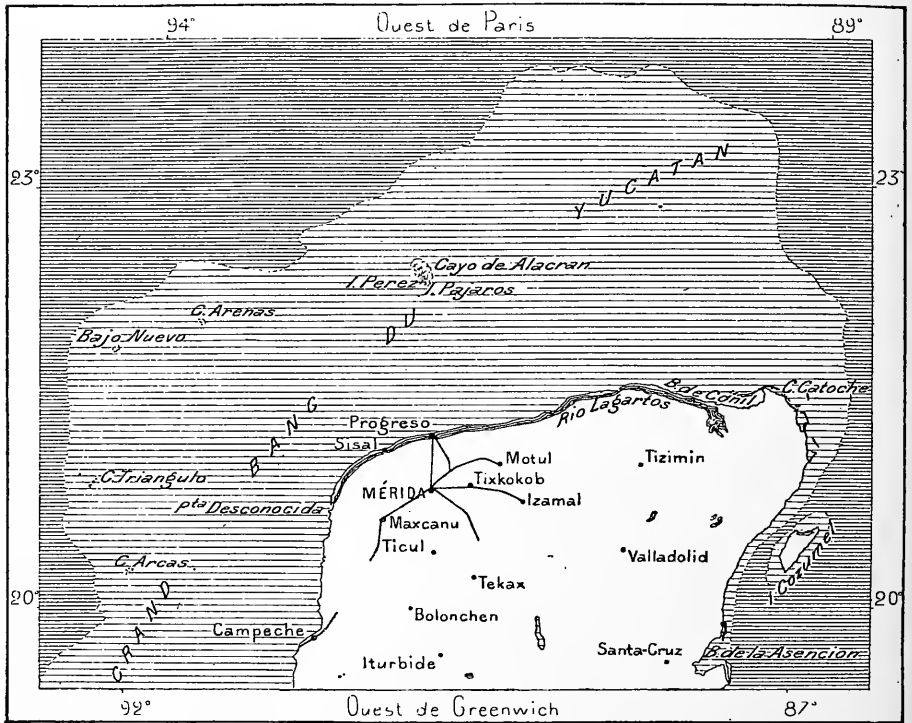 94° Ouest de Paris 89°
YUCATAN
23° 23°
Cayo de Alacran
I. Perez I. Pajaros
C. Arenas
DU
Bajo Nuevo
B. de Conil
C. Catoche
Rio Lagartos
BANC
Progreso
Sisal
Motul
Tizimin
C. Triangulo
Tixkokob
MÉRIDA
Izamal
pta Desconocida
Maxcanu
Ticul
Valladolid
I. Cozumel
C. Arcas
Tekax
20° 20°
GRAND
Bolonchen
Campeche
Santa-Cruz
B. de la Asencion
Iturbide
92° Ouest de Greenwich 87°